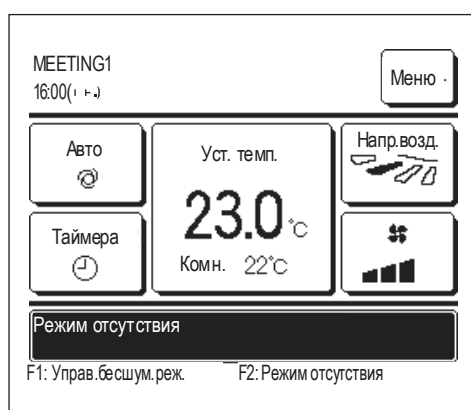 MEETING1
16:00
Меню
Авто
Уст. темп.
Напр.возд.
23.0 °C
Таймера
Комн. 22°C
Режим отсутствия
F1: Управ.бесшум.реж. F2: Режим отсутствия